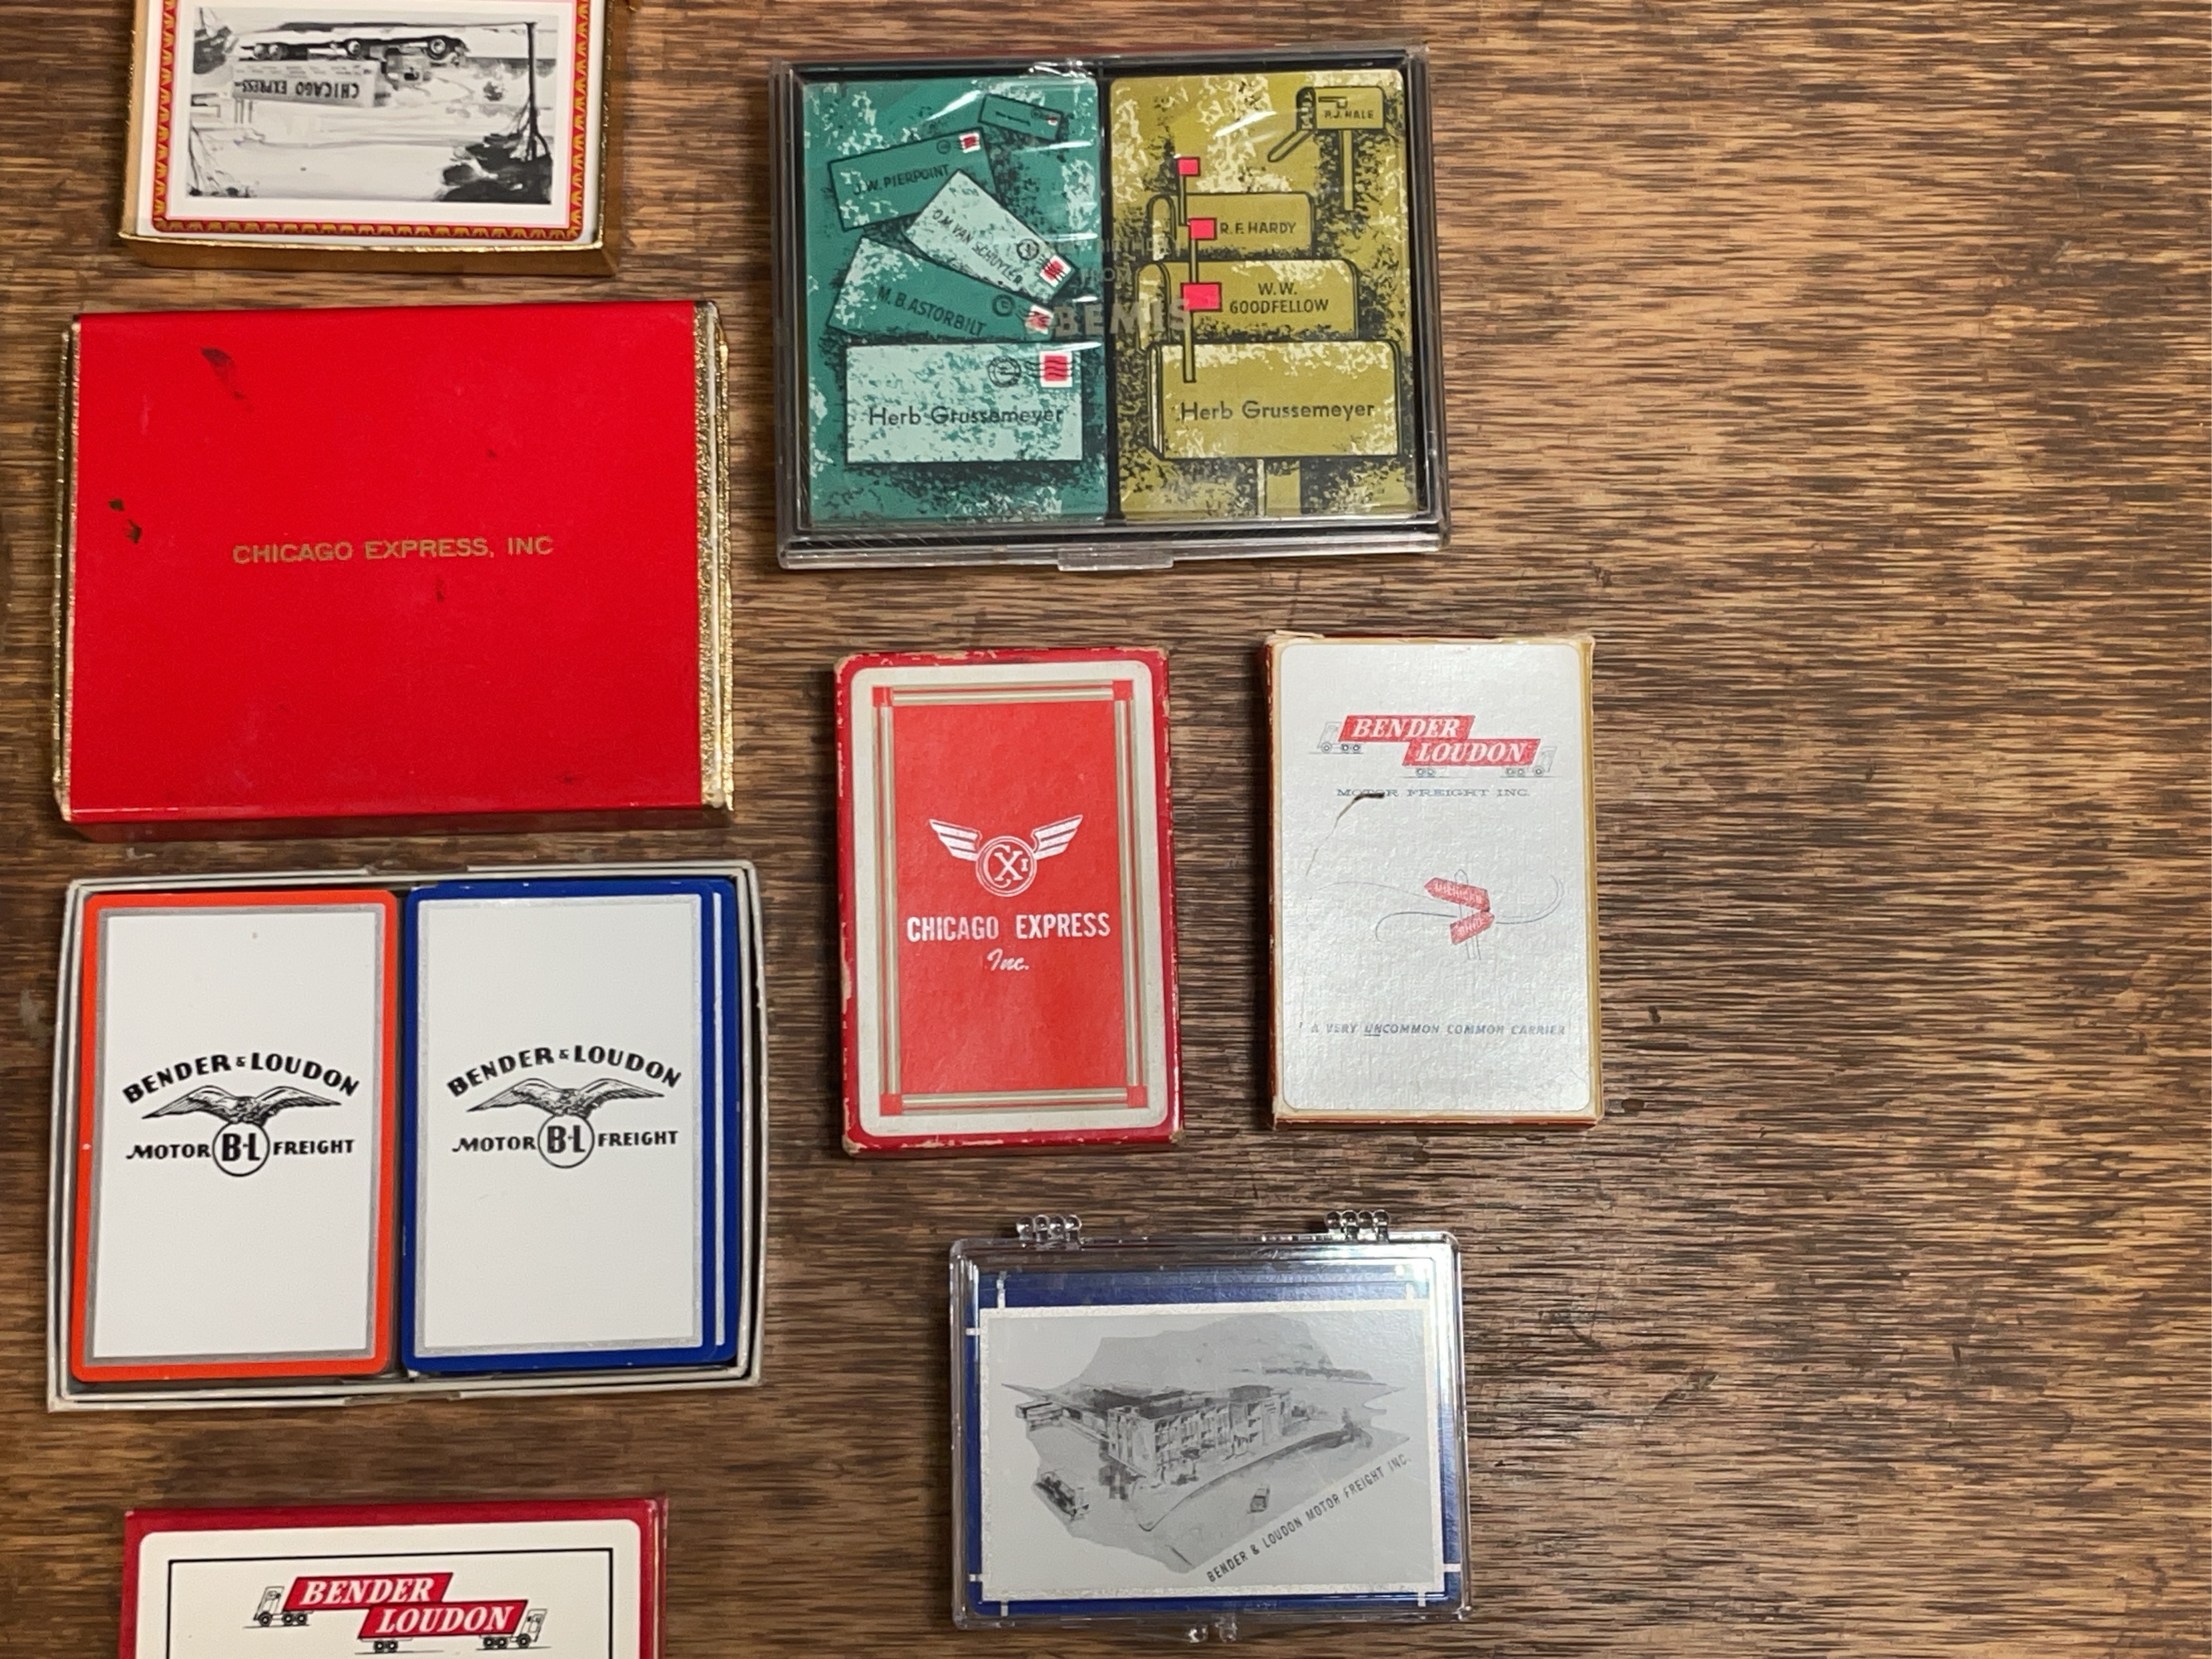 CHICAGO EXPRESS
J.W. PIERPOINT
O.M. VAN SCHUYLER
M. B. ASTORBILT
Herb Grussemeyer
P.J. HALE
R. F. HARDY
W. W.
GOODFELLOW
Herb Grussemeyer
FROM
BEMIS
CHICAGO EXPRESS, INC
CXI
CHICAGO EXPRESS
Inc.
BENDER
LOUDON
MOTOR FREIGHT INC.
A VERY UNCOMMON COMMON CARRIER
BENDER & LOUDON
MOTOR B-L FREIGHT
BENDER & LOUDON
MOTOR B-L FREIGHT
BENDER & LOUDON MOTOR FREIGHT INC.
BENDER
LOUDON